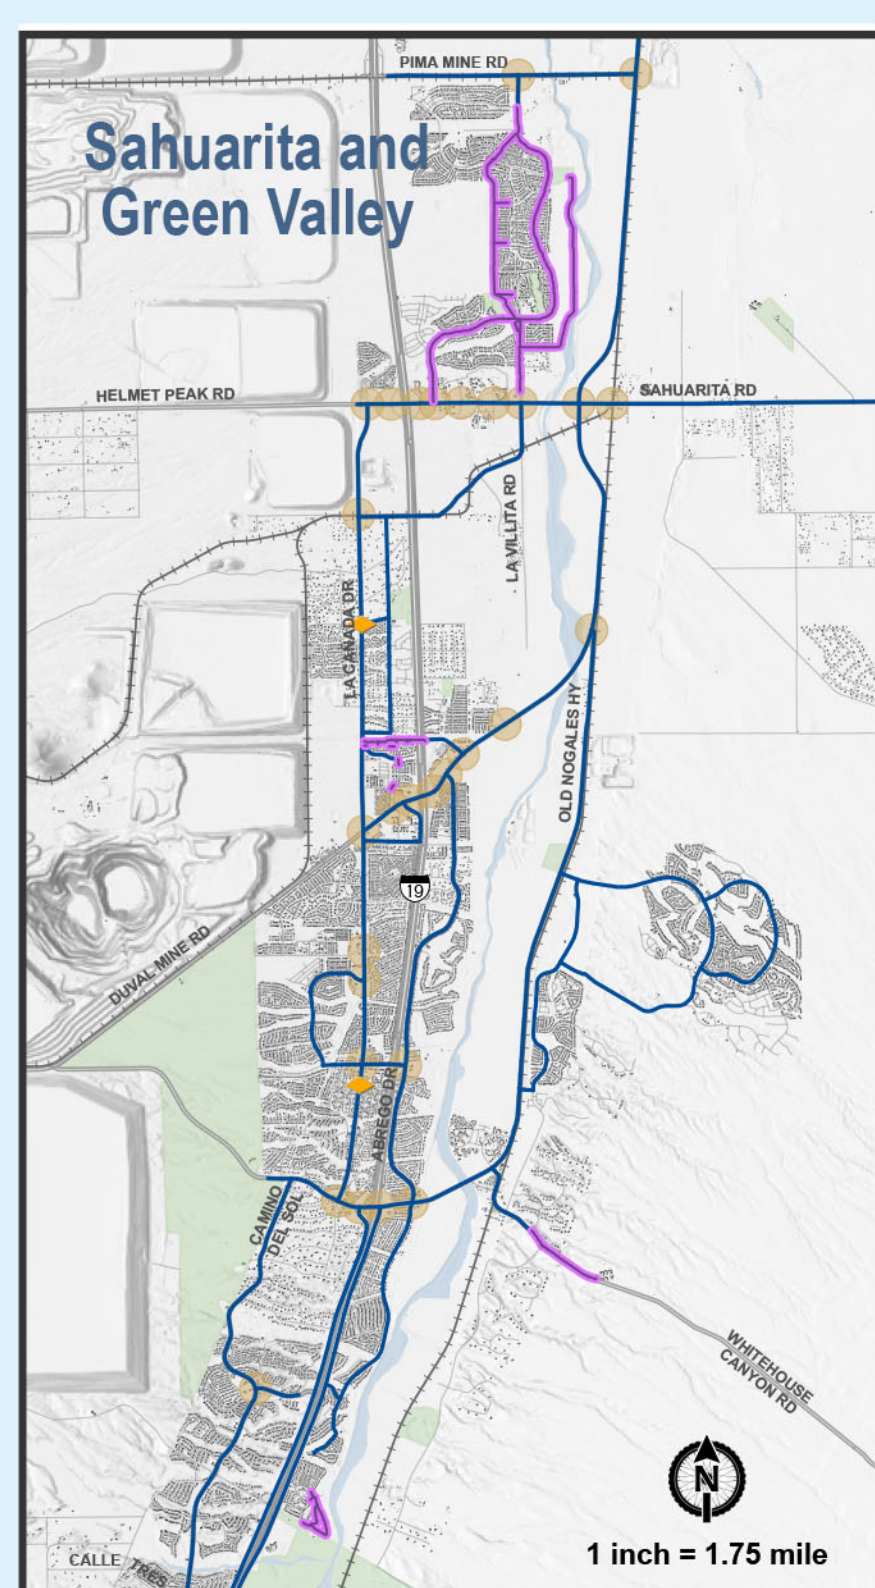 PIMA MINE RD
Sahuarita and
Green Valley
HELMET PEAK RD
SAHUARITA RD
LA VILLITA RD
LA CAÑADA DR
OLD NOGALES HY
19
DUVAL MINE RD
ABREGO DR
CAMINO
DEL SOL
WHITEHOUSE
CANYON RD
N
1 inch = 1.75 mile
CALLE TRES